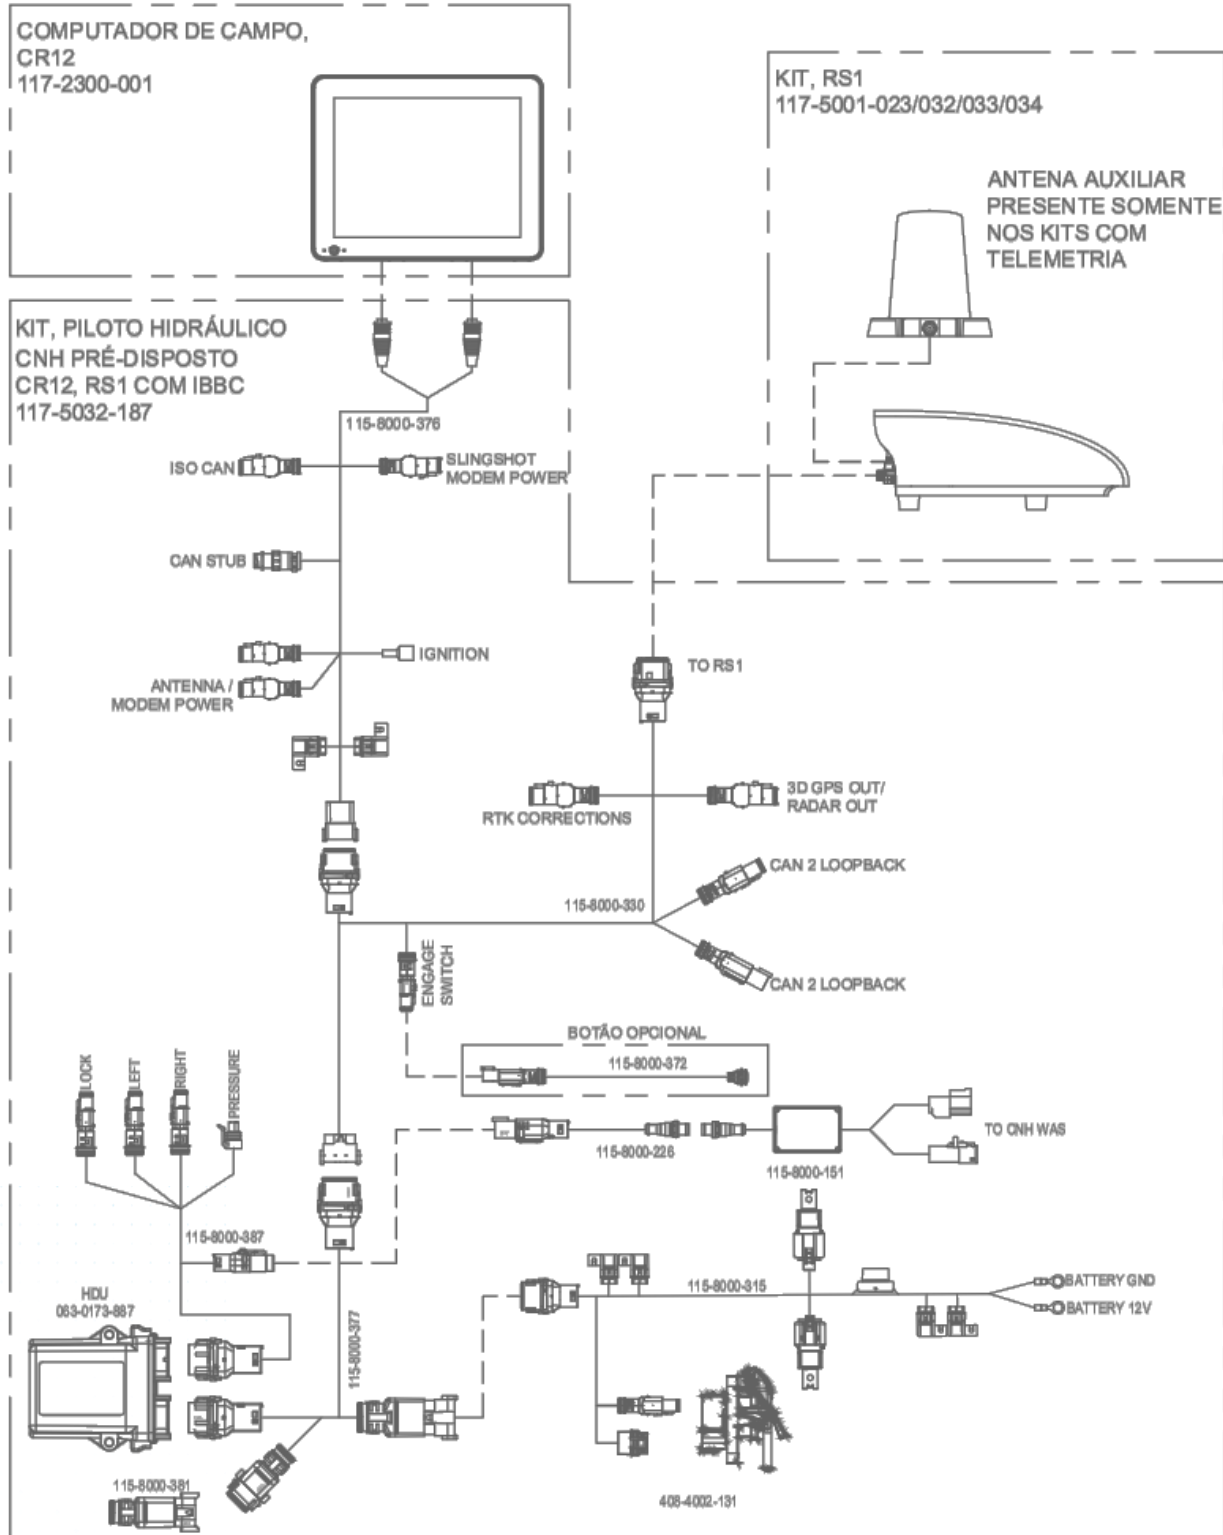 COMPUTADOR DE CAMPO,
CR12
117-2300-001
KIT, RS1
117-5001-023/032/033/034
ANTENA AUXILIAR
PRESENTE SOMENTE
NOS KITS COM
TELEMETRIA
KIT, PILOTO HIDRÁULICO
CNH PRÉ-DISPOSTO
CR12, RS1 COM IBBC
117-5032-187
115-8000-376
ISO CAN
SLINGSHOT
MODEM POWER
CAN STUB
IGNITION
ANTENNA /
MODEM POWER
TO RS1
RTK CORRECTIONS
3D GPS OUT/
RADAR OUT
CAN 2 LOOPBACK
115-8000-330
ENGAGE
SWITCH
CAN 2 LOOPBACK
BOTÃO OPCIONAL
115-8000-372
LOCK
LEFT
RIGHT
PRESSURE
TO CNH WAS
115-8000-226
115-8000-151
115-8000-387
HDU
063-0173-887
115-8000-377
115-8000-315
BATTERY GND
BATTERY 12V
115-8000-381
408-4002-131